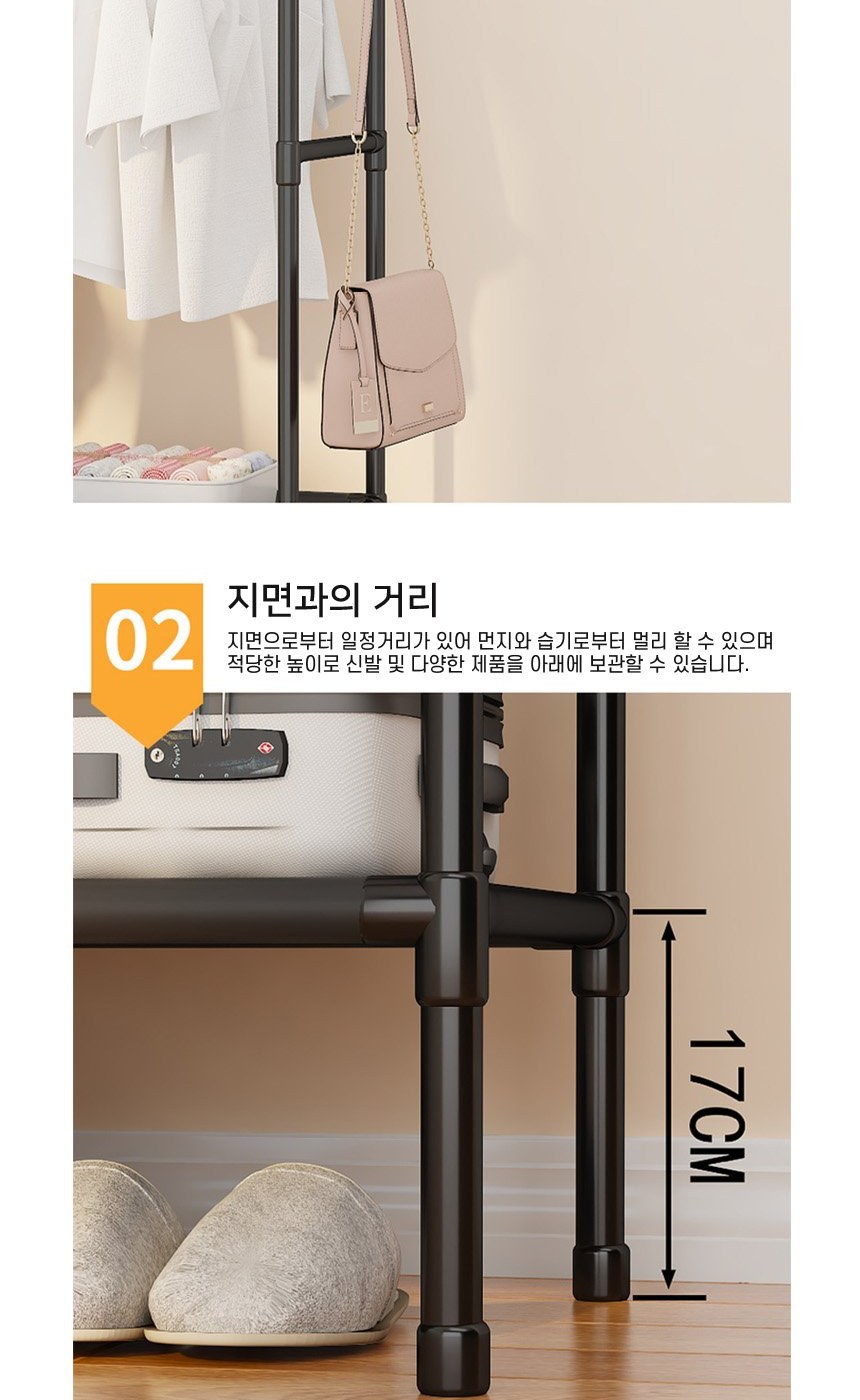 E
02
지면과의 거리
지면으로부터 일정거리가 있어 먼지와 습기로부터 멀리 할 수 있으며
적당한 높이로 신발 및 다양한 제품을 아래에 보관할 수 있습니다.
17CM